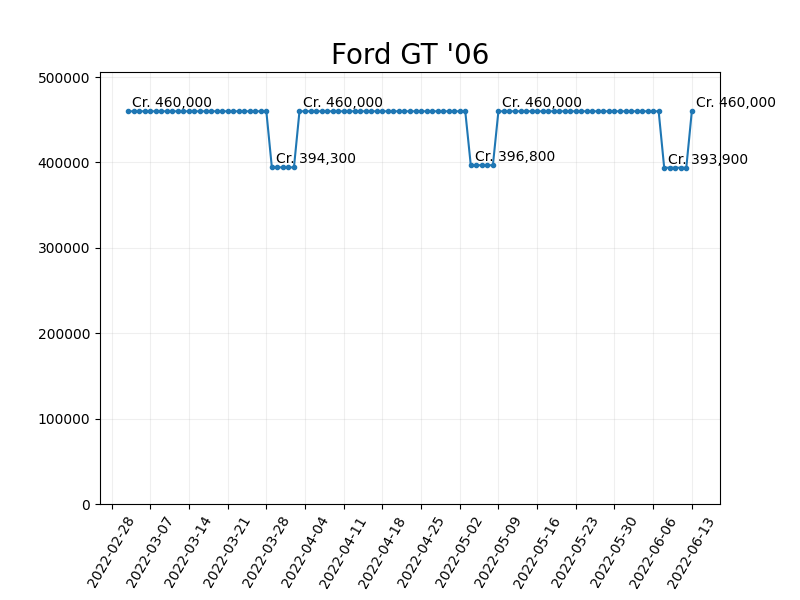 Ford GT '06
500000
400000
300000
200000
100000
0
Cr. 460,000
Cr. 460,000
Cr. 460,000
Cr. 460,000
Cr. 394,300
Cr. 396,800
Cr. 393,900
2022-02-28
2022-03-07
2022-03-14
2022-03-21
2022-03-28
2022-04-04
2022-04-11
2022-04-18
2022-04-25
2022-05-02
2022-05-09
2022-05-16
2022-05-23
2022-05-30
2022-06-06
2022-06-13